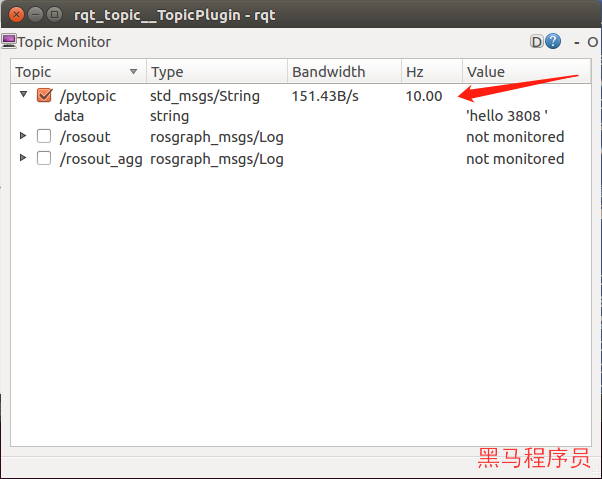 rqt_topic__TopicPlugin - rqt
Topic Monitor D ? - O
Topic Type Bandwidth Hz Value
/pytopic std_msgs/String 151.43B/s 10.00
data string 'hello 3808 '
/rosout rosgraph_msgs/Log not monitored
/rosout_agg rosgraph_msgs/Log not monitored
黑马程序员